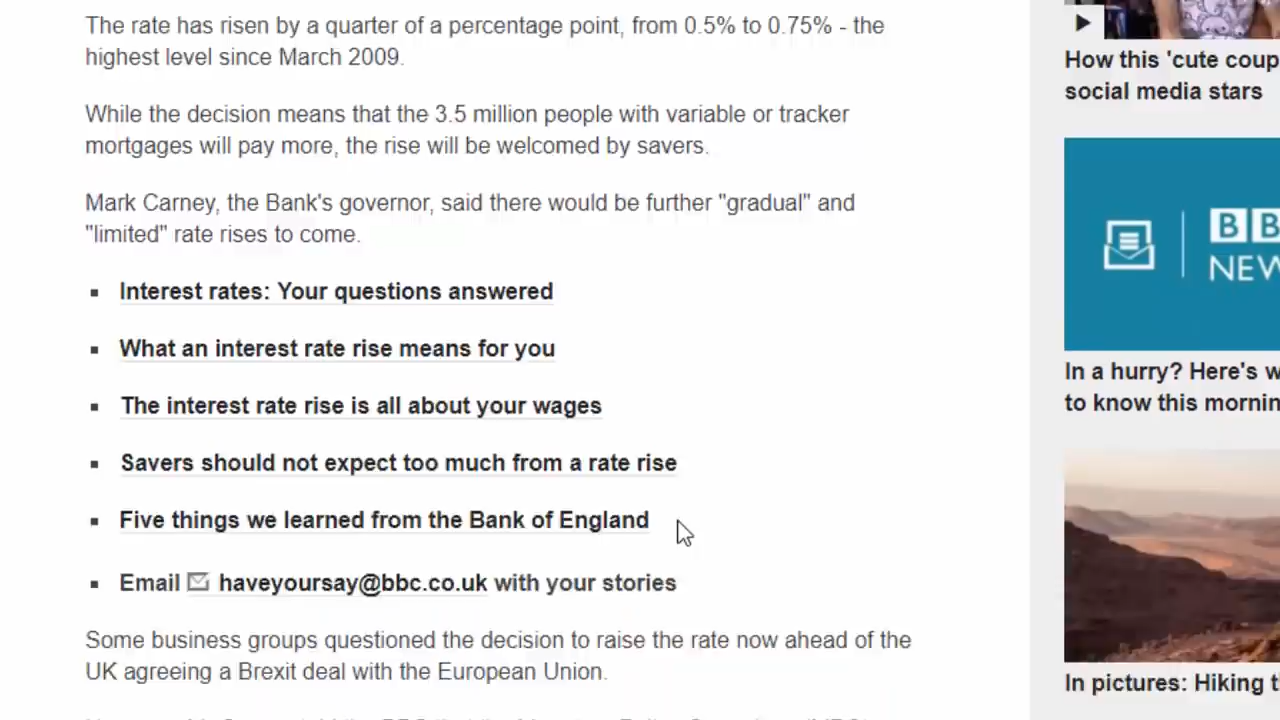 The rate has risen by a quarter of a percentage point, from 0.5% to 0.75% - the
highest level since March 2009.
While the decision means that the 3.5 million people with variable or tracker
mortgages will pay more, the rise will be welcomed by savers.
Mark Carney, the Bank's governor, said there would be further "gradual" and
"limited" rate rises to come.
Interest rates: Your questions answered
What an interest rate rise means for you
The interest rate rise is all about your wages
Savers should not expect too much from a rate rise
Five things we learned from the Bank of England
Email haveyoursay@bbc.co.uk with your stories
Some business groups questioned the decision to raise the rate now ahead of the
UK agreeing a Brexit deal with the European Union.
How this 'cute coup
social media stars
BB
NEW
In a hurry? Here's w
to know this mornin
In pictures: Hiking t